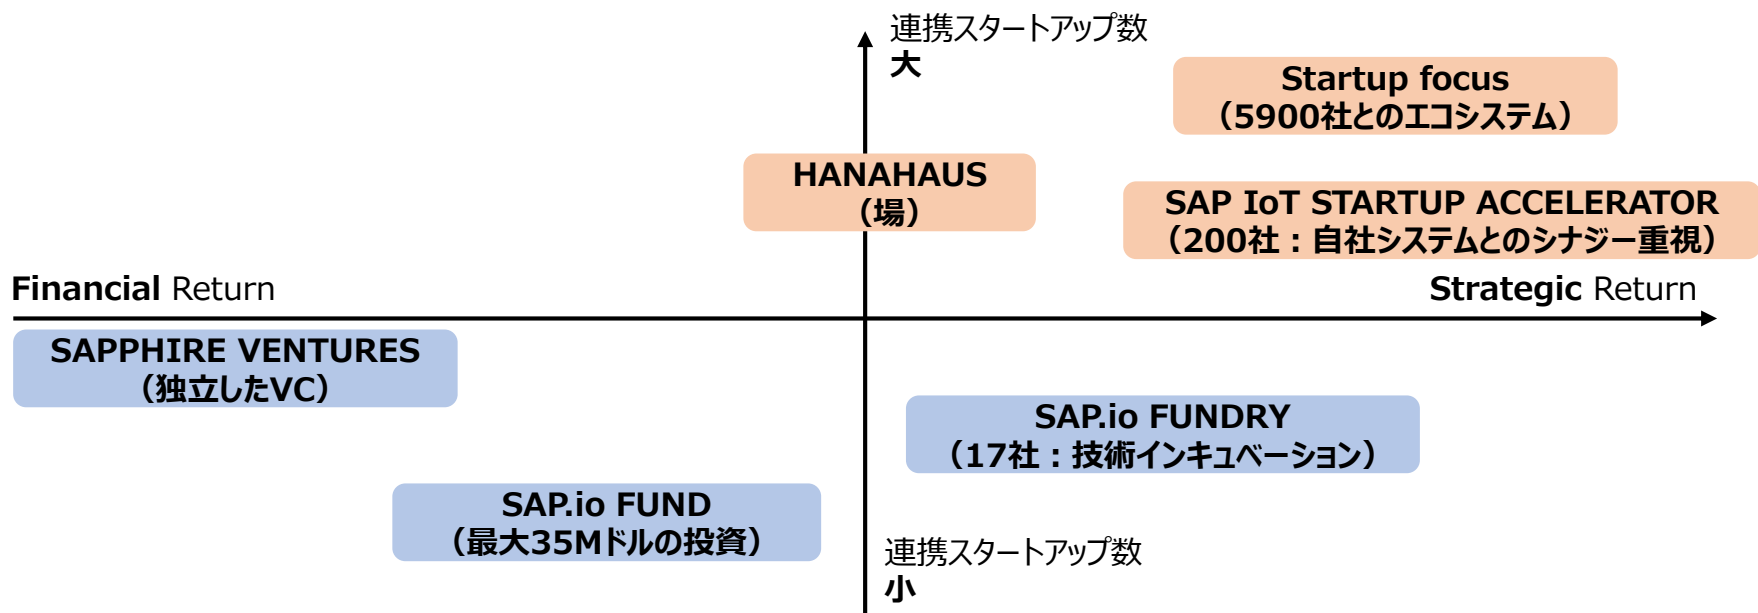 連携スタートアップ数
大
Startup focus
（5900社とのエコシステム）
HANAHAUS
（場）
SAP IoT STARTUP ACCELERATOR
（200社：自社システムとのシナジー重視）
Financial Return
Strategic Return
SAPPHIRE VENTURES
（独立したVC）
SAP.io FUNDRY
（17社：技術インキュベーション）
SAP.io FUND
（最大35Mドルの投資）
連携スタートアップ数
小